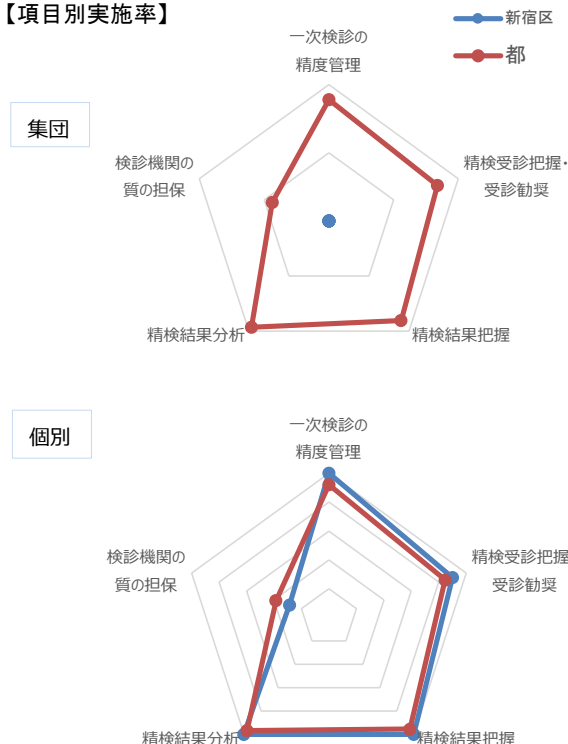 【項目別実施率】
新宿区
都
集団
一次検診の
精度管理
精検受診把握・
受診勧奨
精検結果把握
精検結果分析
検診機関の
質の担保
個別
一次検診の
精度管理
精検受診把握
受診勧奨
精検結果把握
精検結果分析
検診機関の
質の担保